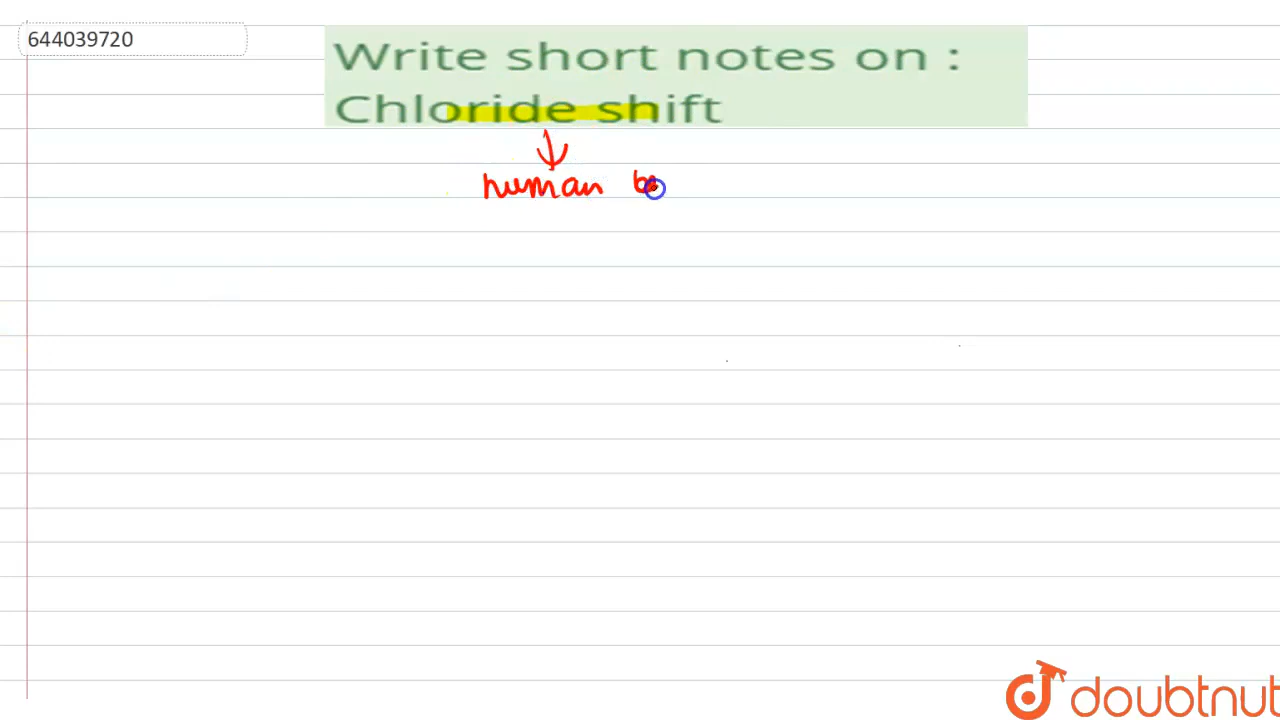 644039720
Write short notes on :
Chloride shift
human
doubtnut